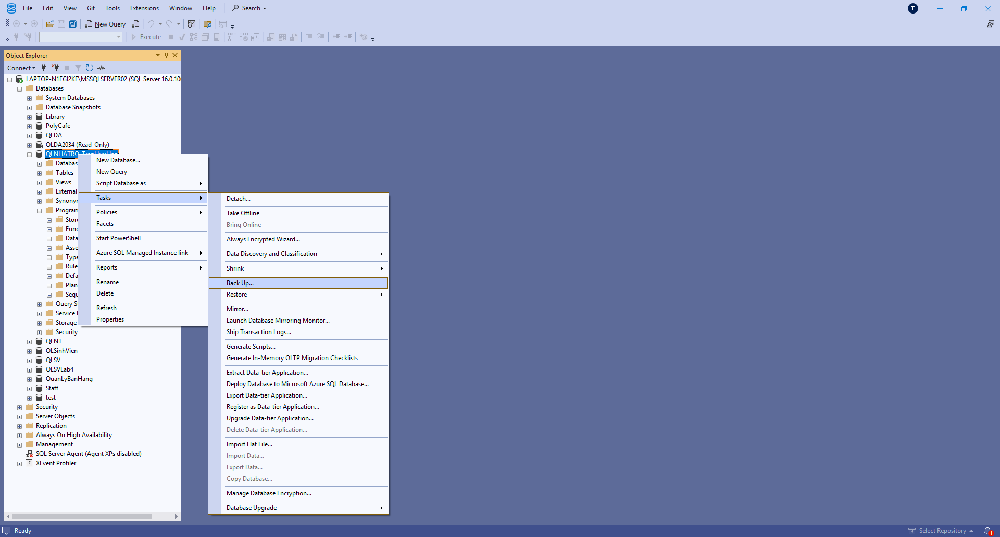 File Edit View Git Tools Extensions Window Help Search
T
New Query
Execute
Object Explorer
Connect
LAPTOP-N1EGI2KE\MSSQLSERVER02 (SQL Server 16.0.10
Databases
System Databases
Database Snapshots
Library
PolyCafe
QLDA
QLDA2034 (Read-Only)
QLNHATRO
Databas
Tables
Views
External
Synonyr
Program
Stor
Func
Data
Asse
Type
Rule
Defa
Plan
Sequ
Query S
Service
Storage
Security
QLNT
QLSinhVien
QLSV
QLSVLab4
QuanLyBanHang
Staff
test
Security
Server Objects
Replication
Always On High Availability
Management
SQL Server Agent (Agent XPs disabled)
XEvent Profiler
New Database...
New Query
Script Database as
Tasks
Policies
Facets
Start PowerShell
Azure SQL Managed Instance link
Reports
Rename
Delete
Refresh
Properties
Detach...
Take Offline
Bring Online
Always Encrypted Wizard...
Data Discovery and Classification
Shrink
Back Up...
Restore
Mirror...
Launch Database Mirroring Monitor...
Ship Transaction Logs...
Generate Scripts...
Generate In-Memory OLTP Migration Checklists
Extract Data-tier Application...
Deploy Database to Microsoft Azure SQL Database...
Export Data-tier Application...
Register as Data-tier Application...
Upgrade Data-tier Application...
Delete Data-tier Application...
Import Flat File...
Import Data...
Export Data...
Copy Database...
Manage Database Encryption...
Database Upgrade
Ready
Select Repository
1